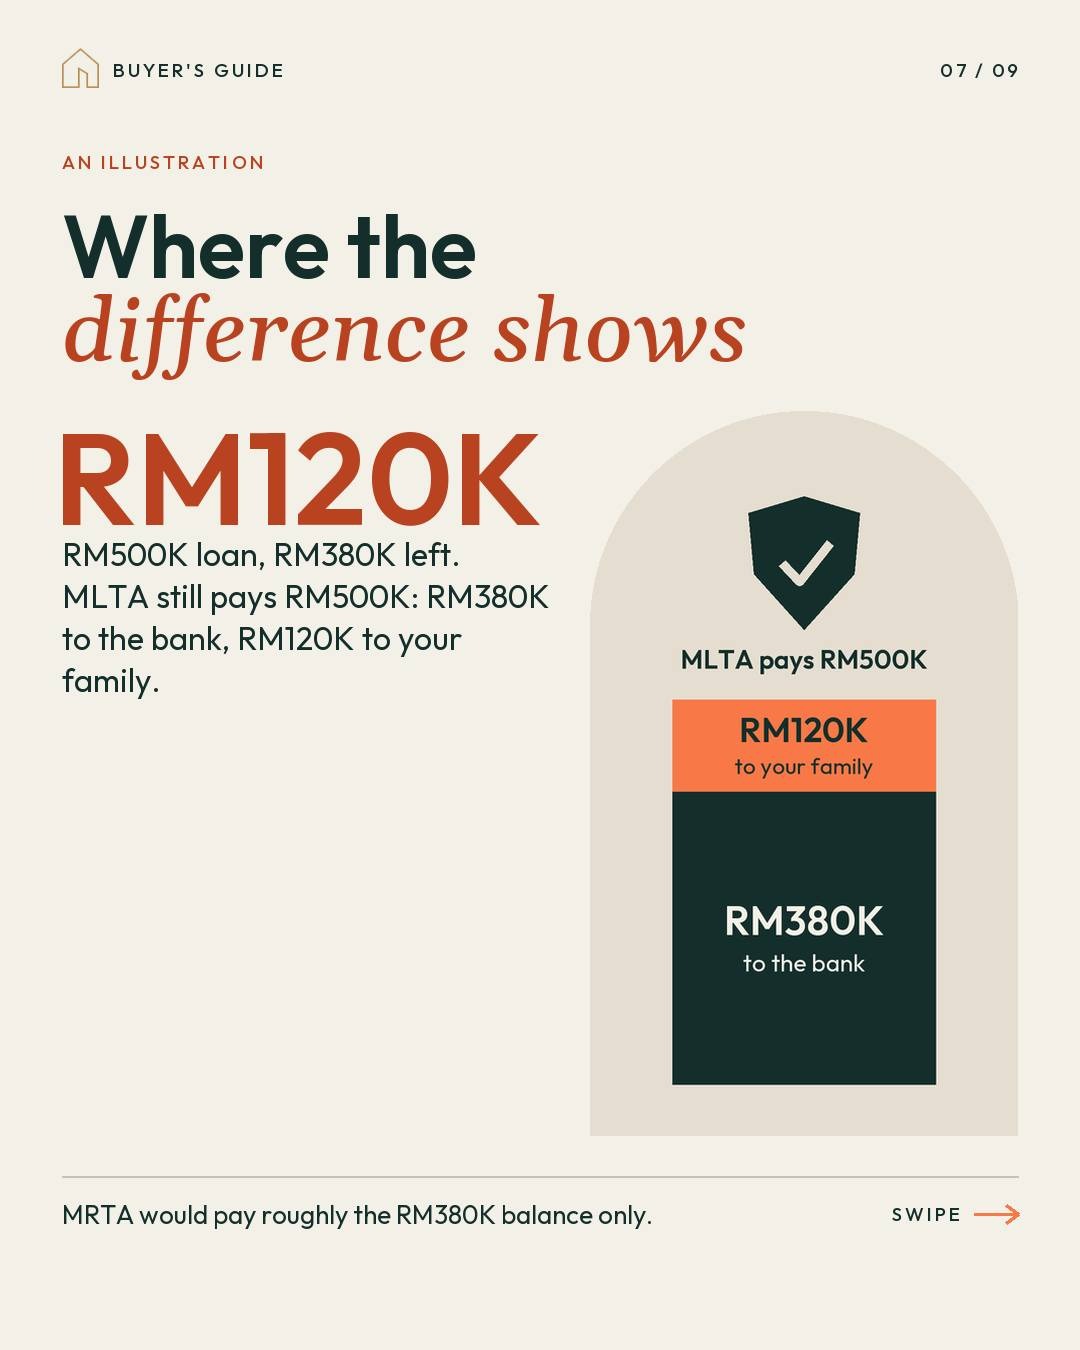 BUYER'S GUIDE
07 / 09
AN ILLUSTRATION
Where the
difference shows
RM120K
RM500K loan, RM380K left.
MLTA still pays RM500K: RM380K
to the bank, RM120K to your
family.
MLTA pays RM500K
RM120K
to your family
RM380K
to the bank
MRTA would pay roughly the RM380K balance only.
SWIPE